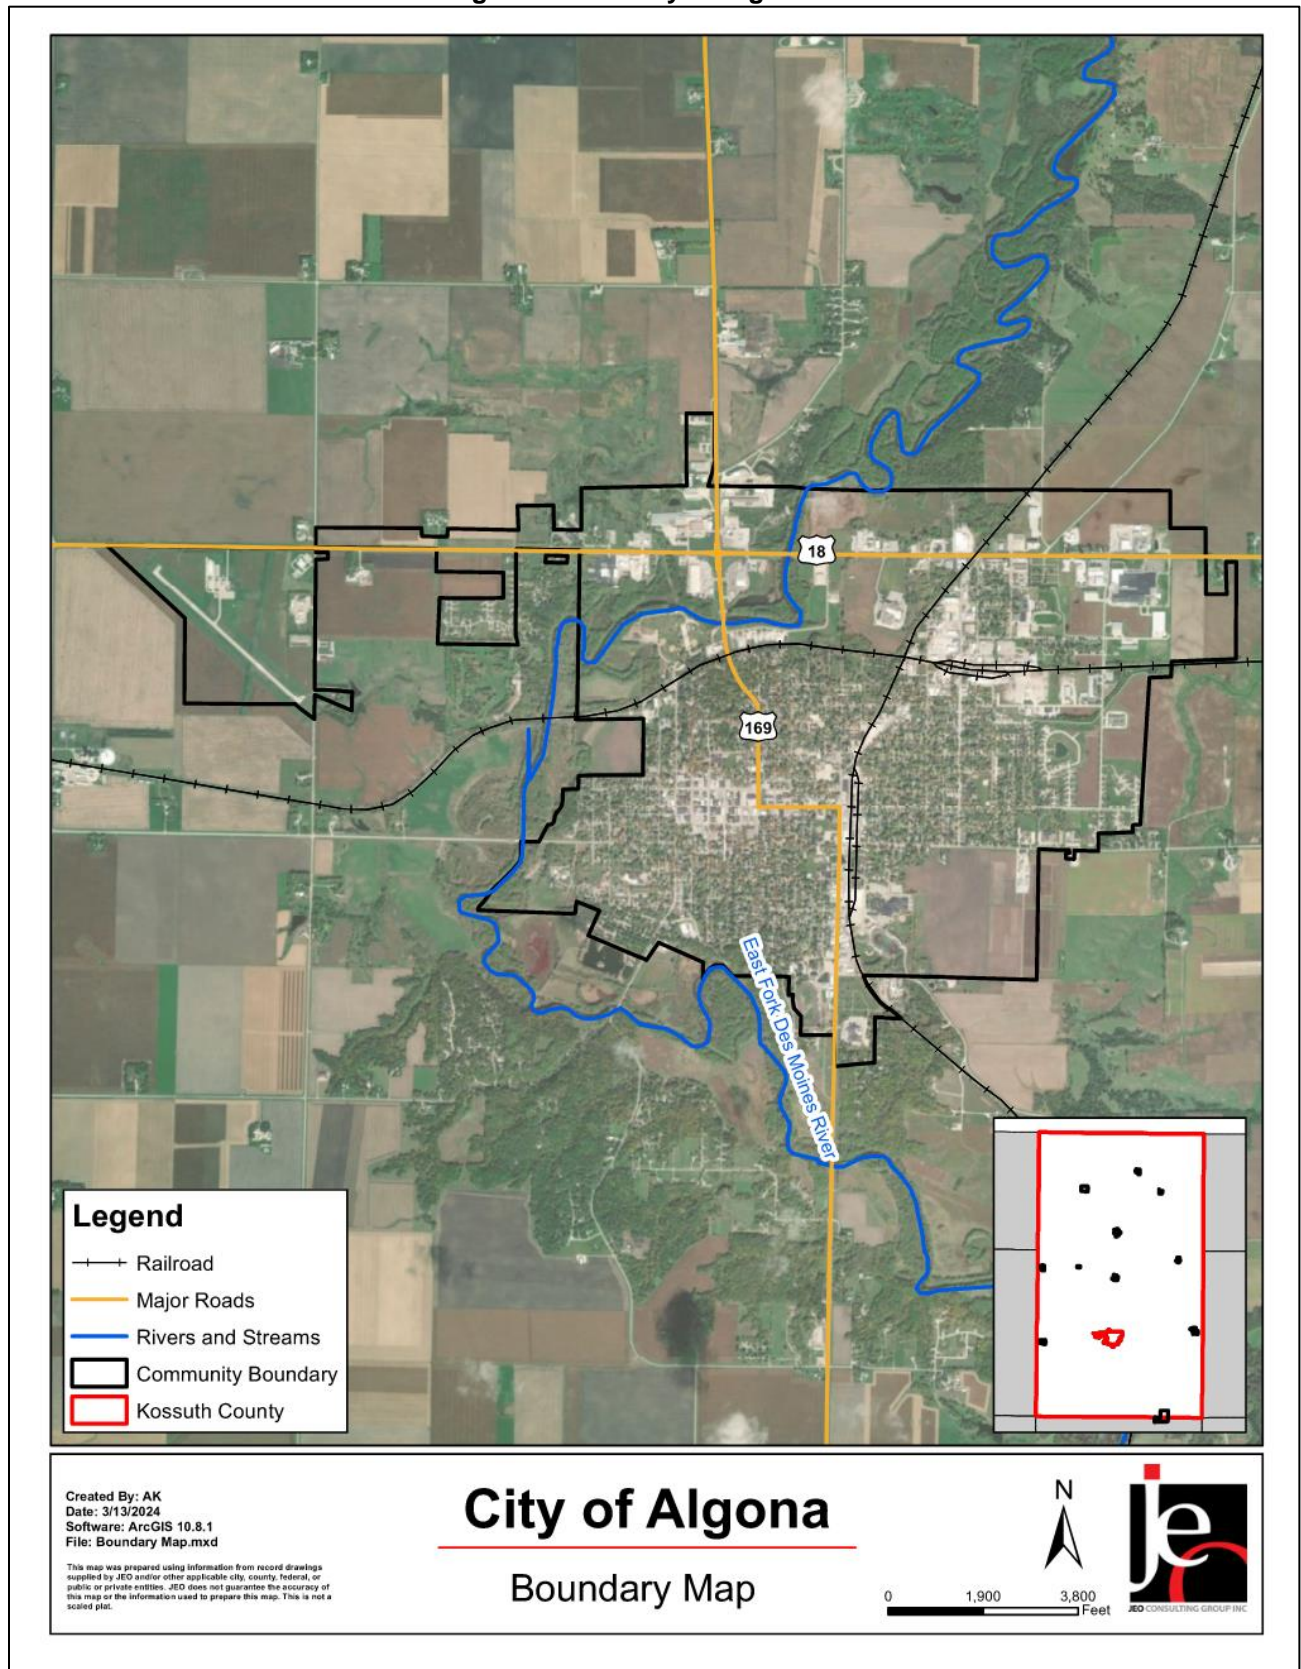 18
169
East Fork Des Moines River
Legend
Railroad
Major Roads
Rivers and Streams
Community Boundary
Kossuth County
Created By: AK
Date: 3/13/2024
Software: ArcGIS 10.8.1
File: Boundary Map.mxd
This map was prepared using information from record drawings
supplied by JEO and/or other applicable city, county, federal, or
public or private entities. JEO does not guarantee the accuracy of
this map or the information used to prepare this map. This is not a
scaled plat.
City of Algona
Boundary Map
N
0 1,900 3,800
Feet
jeo
JEO CONSULTING GROUP INC